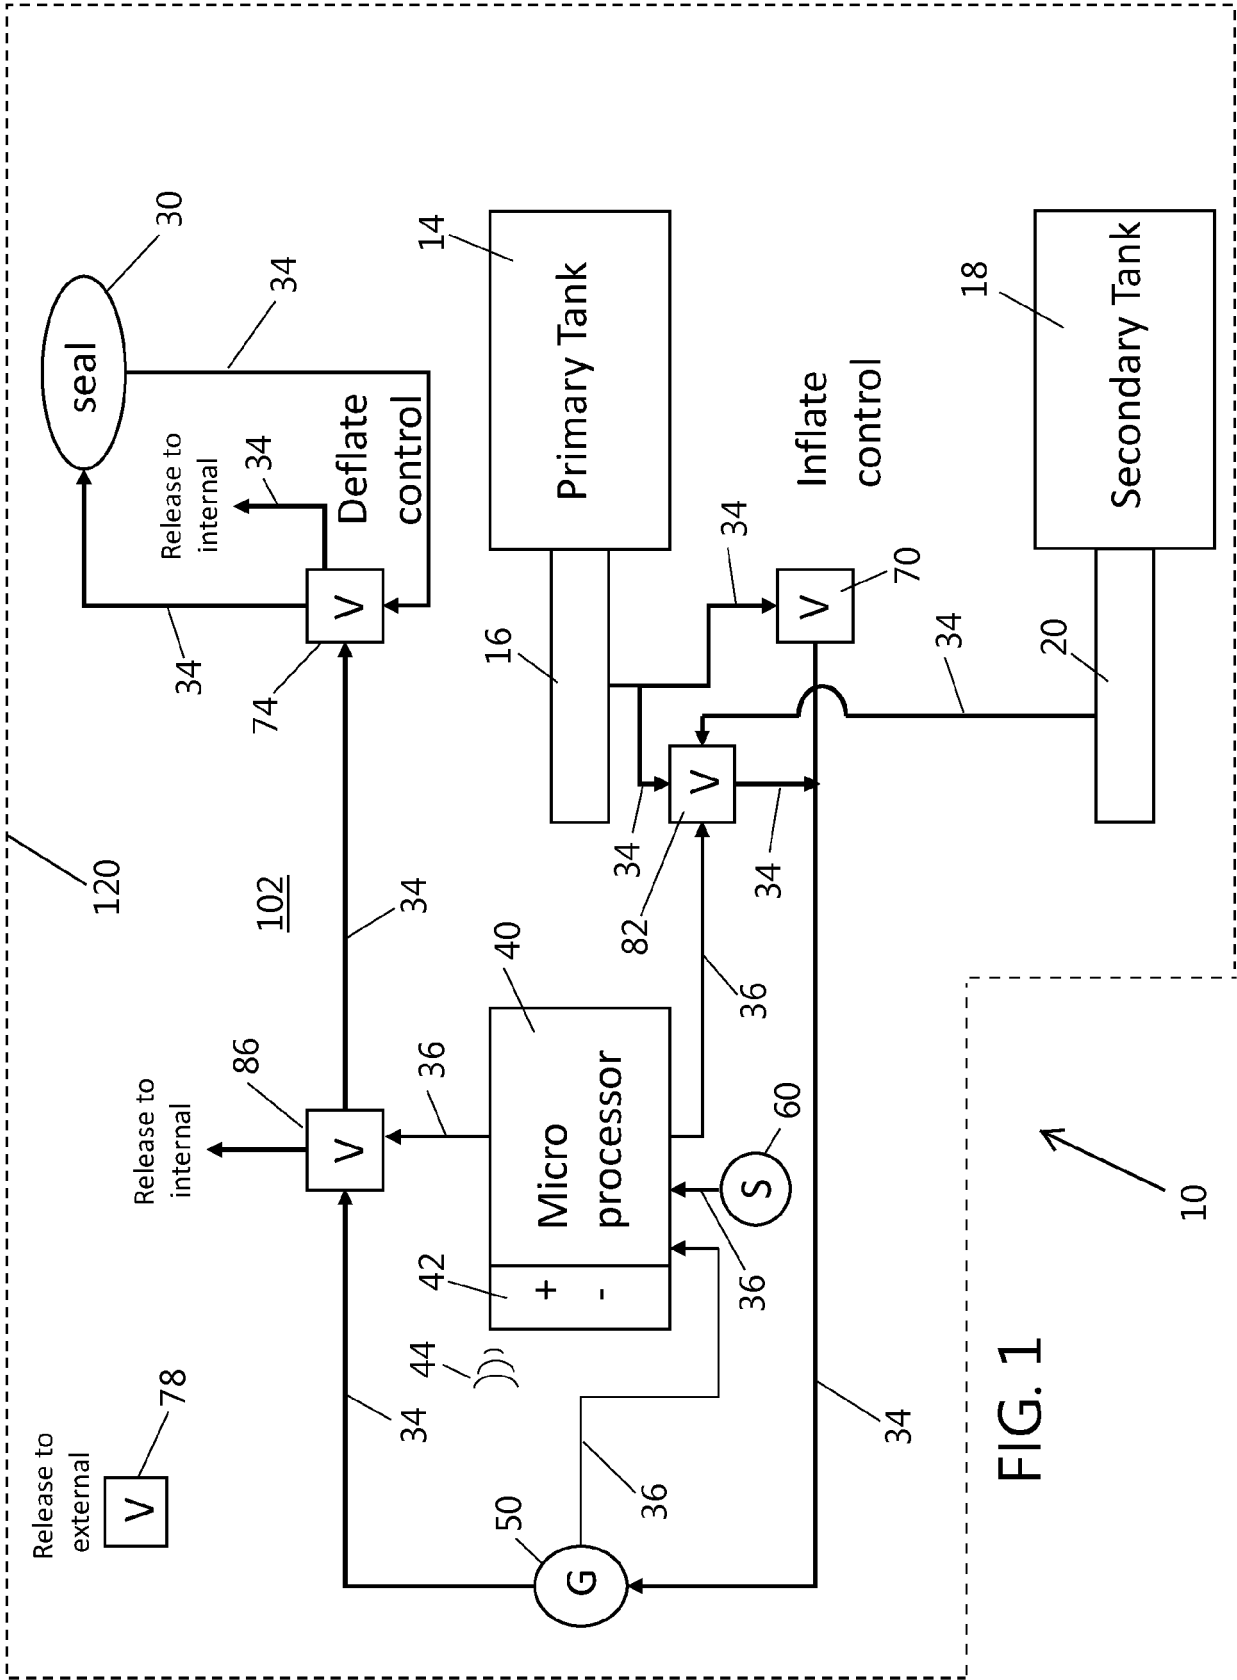 Release to
external
V
78
Release to
internal
86
V
120
102
34
34
74
V
Release to
internal
34
Deflate
control
seal
30
34
34
44
42
+
-
36
Micro
processor
40
14
Primary Tank
16
50
G
36
36
S
60
36
82
V
34
34
34
V
70
Inflate
control
34
34
20
18
Secondary Tank
FIG. 1
10